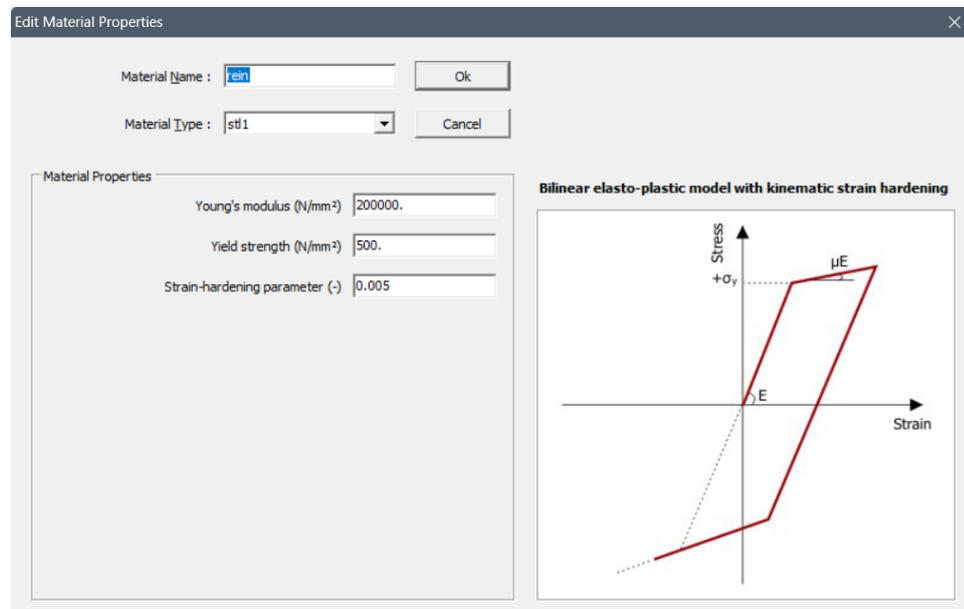 Edit Material Properties
Material Name : rein Ok
Material Type : stl1 Cancel
Material Properties
Young's modulus (N/mm²) 200000.
Yield strength (N/mm²) 500.
Strain-hardening parameter (-) 0.005
Bilinear elasto-plastic model with kinematic strain hardening
Stress
μE
+σy
E
Strain